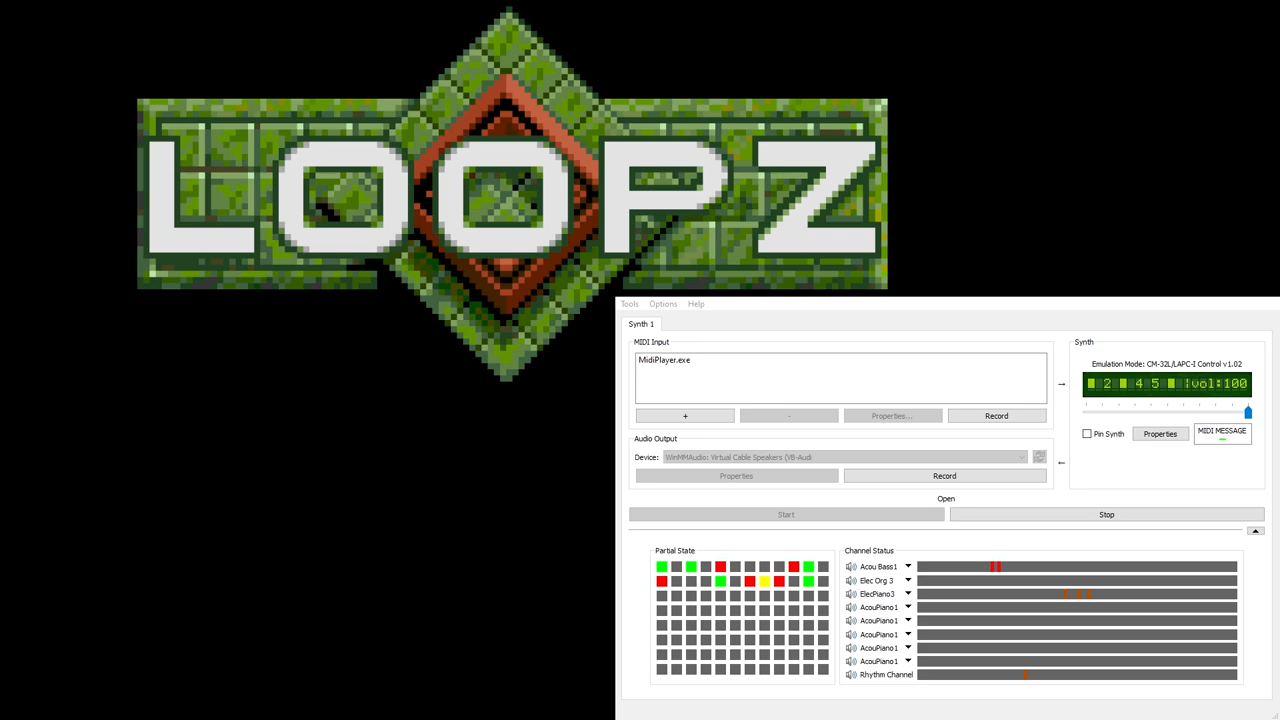 LOOPZ
Tools Options Help
Synth 1
MIDI Input
MidiPlayer.exe
+ - Properties... Record
Audio Output
Device: WinMMAudio: Virtual Cable Speakers (VB-Audi
Properties Record
Synth
Emulation Mode: CM-32L/LAPC-I Control v1.02
█ 2 █ 4 5 █ |vol:100
Pin Synth Properties MIDI MESSAGE
Open
Start Stop
Partial State
Channel Status
Acou Bass1
Elec Org 3
ElecPiano3
AcouPiano1
AcouPiano1
AcouPiano1
AcouPiano1
AcouPiano1
Rhythm Channel